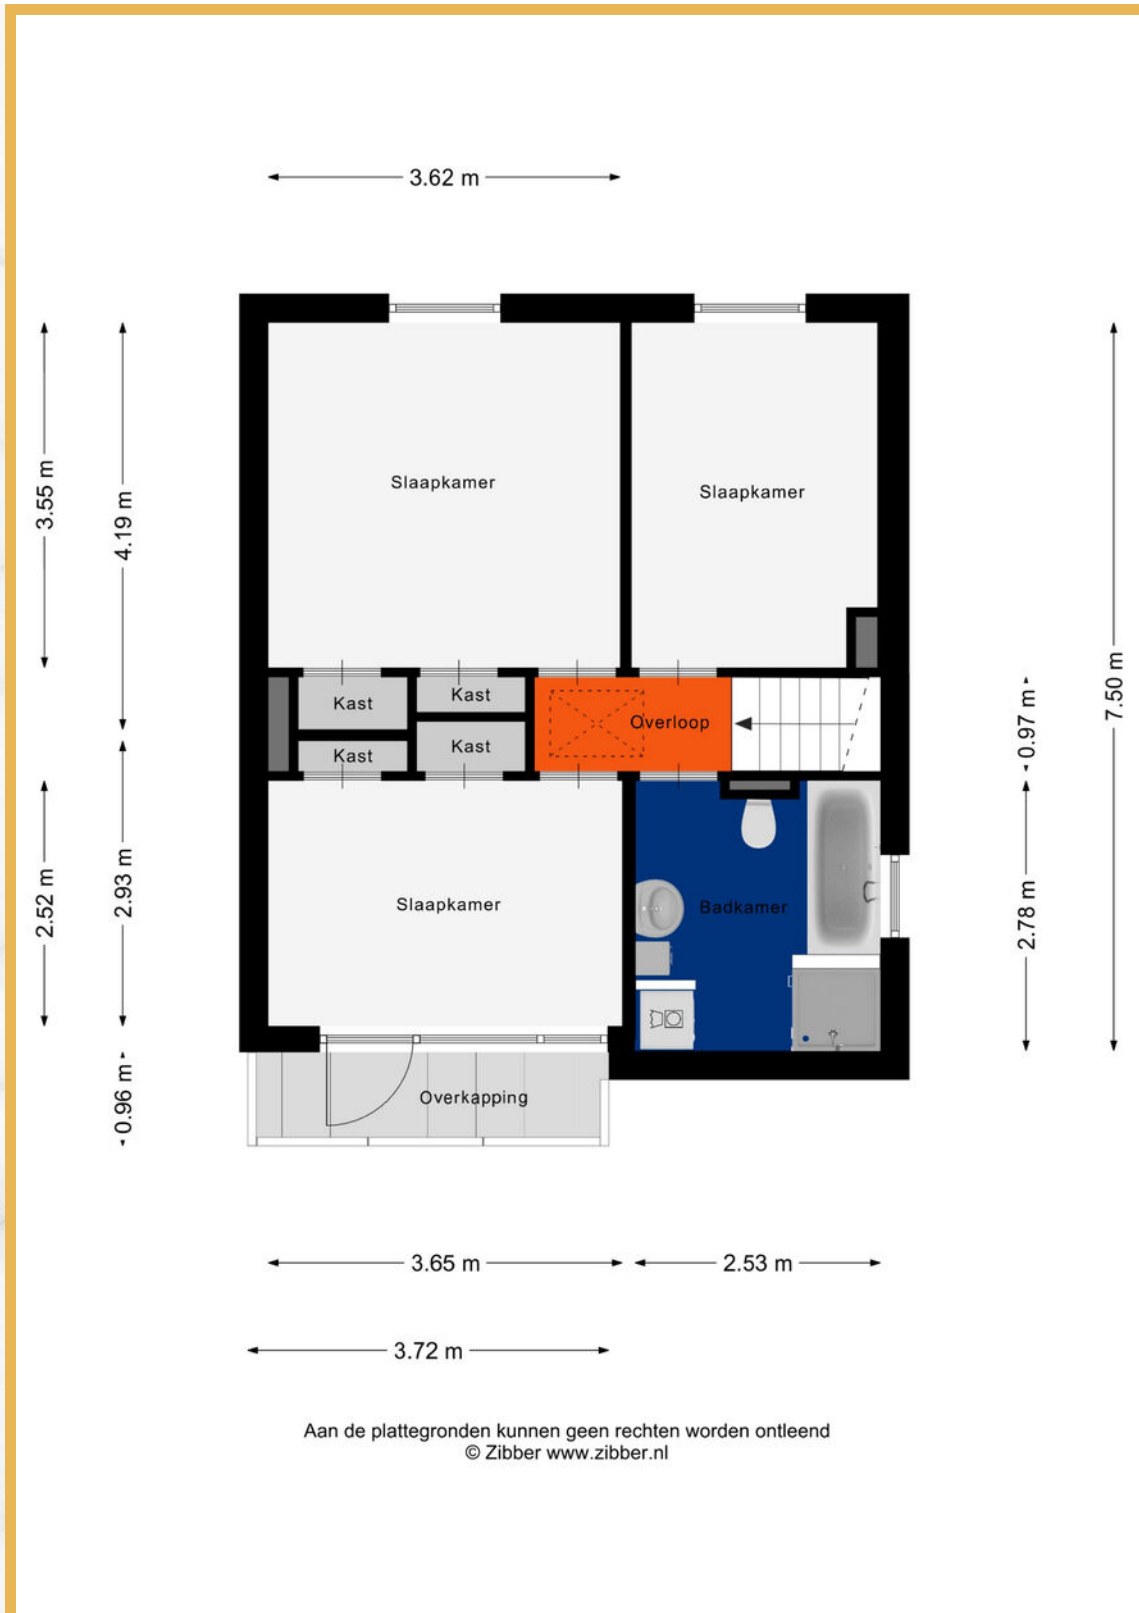 3.62 m
3.55 m
4.19 m
7.50 m
Slaapkamer
Slaapkamer
Kast
Kast
Kast
Kast
Overloop
0.97 m
2.52 m
2.93 m
2.78 m
Slaapkamer
Badkamer
0.96 m
Overkapping
3.65 m
2.53 m
3.72 m
Aan de plattegronden kunnen geen rechten worden ontleend
© Zibber www.zibber.nl